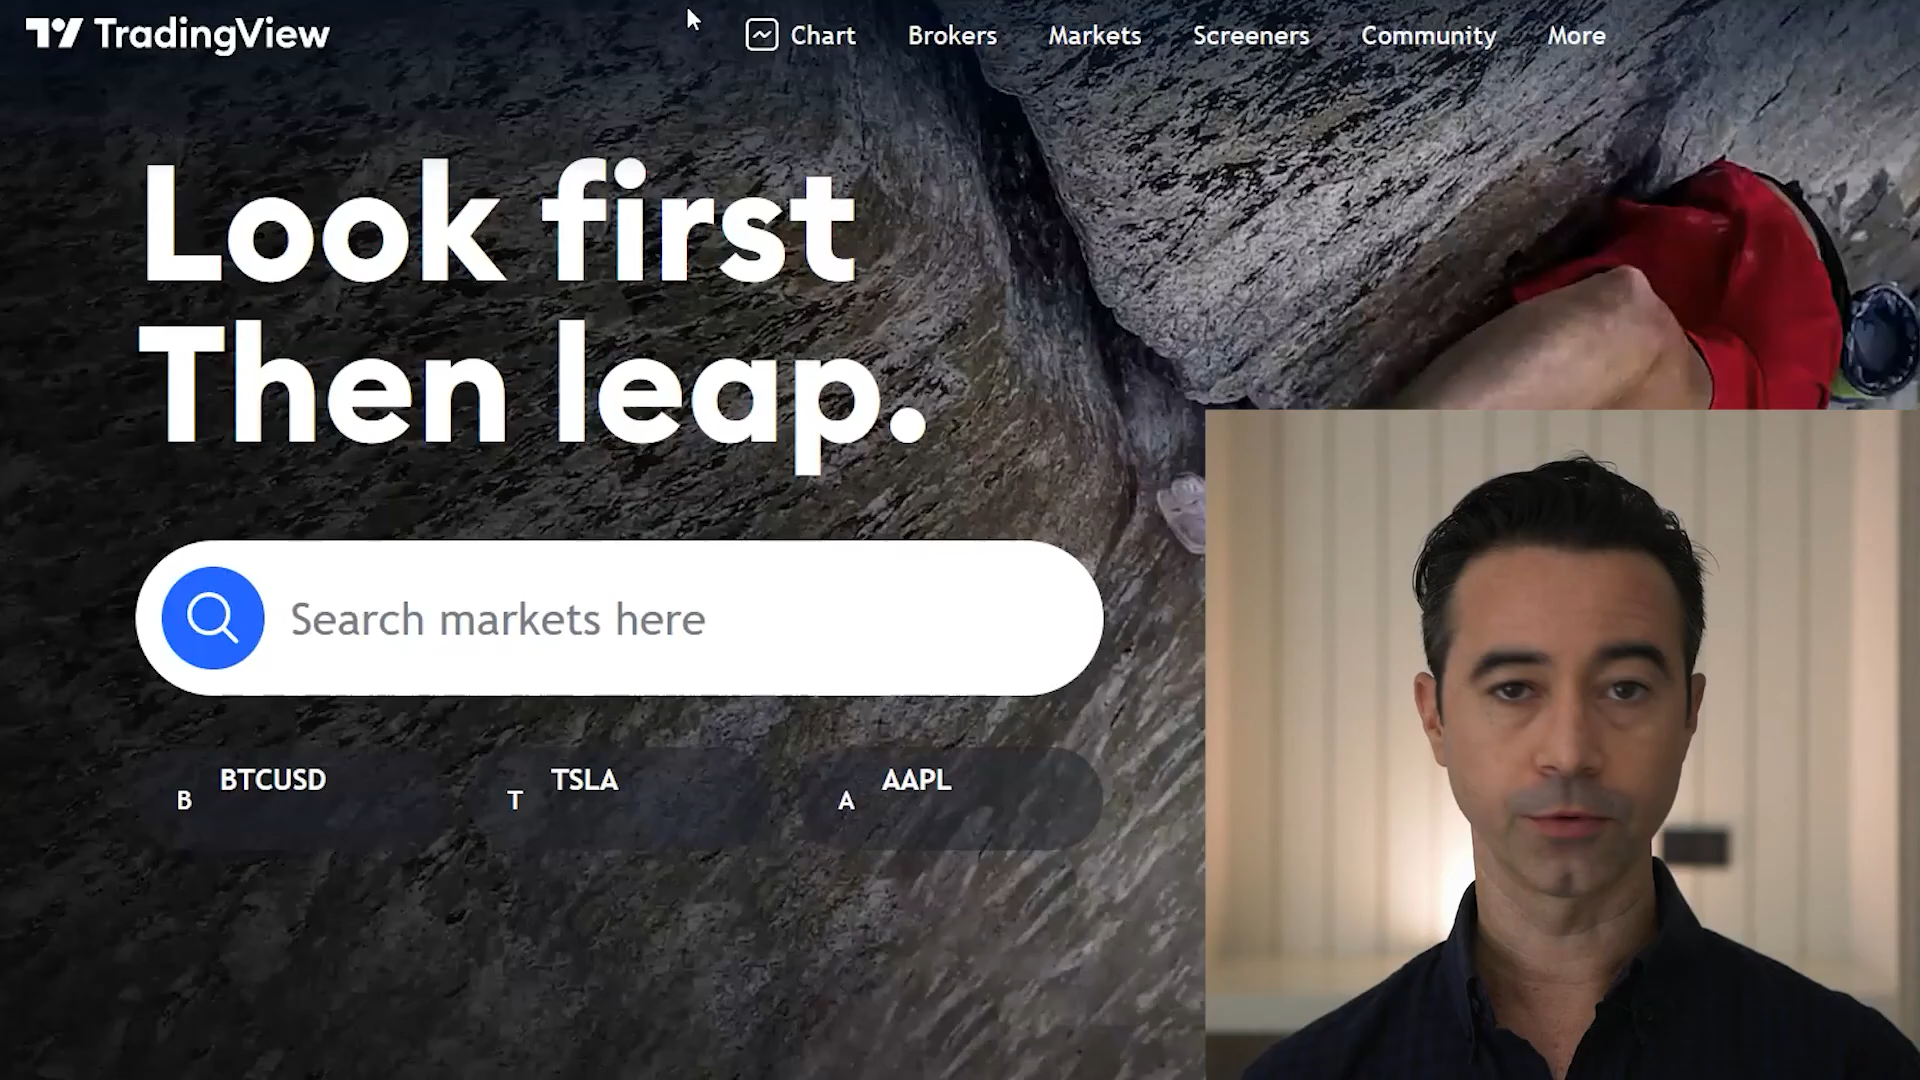 TradingView
Chart
Brokers
Markets
Screeners
Community
More
Look first
Then leap.
Search markets here
B BTCUSD
T TSLA
A AAPL